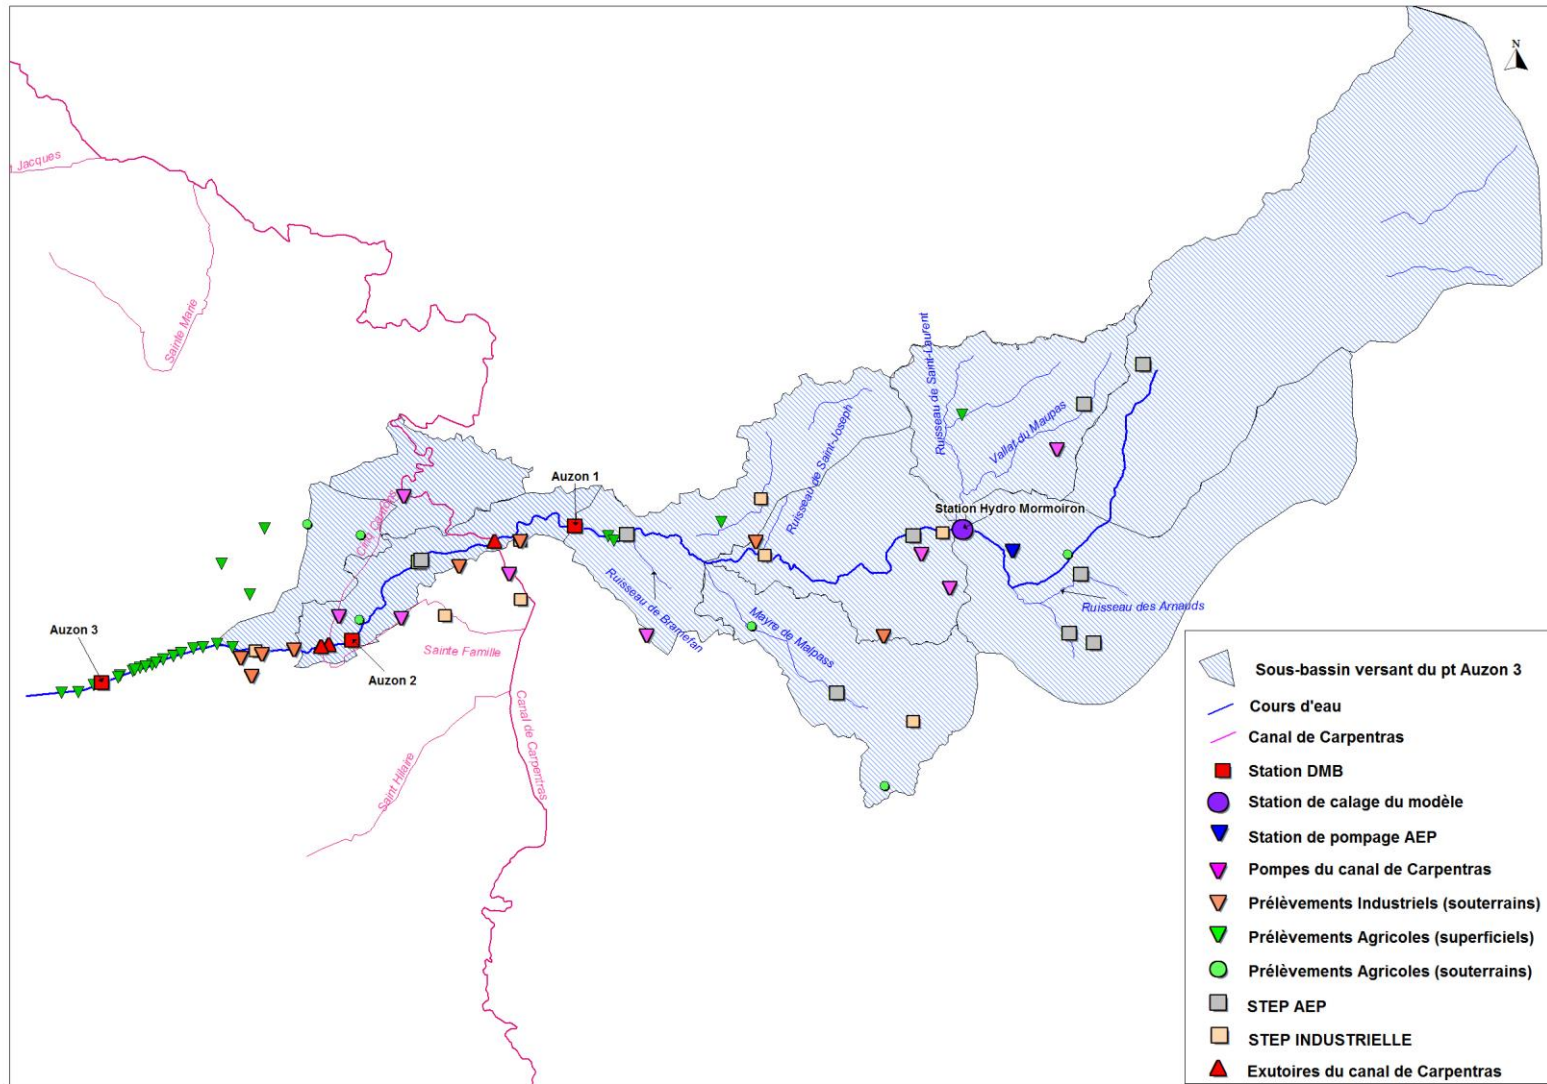 N
Jacques
Sainte Marie
Ruisseau de Saint-Laurent
Vallat du Maupas
Ruisseau de Saint-Joseph
Auzon 1
Station Hydro Mormoiron
Cinq Cantons
Ruisseau de Bramefan
Mayre de Malpass
Ruisseau des Arnauds
Auzon 3
Sainte Famille
Auzon 2
Canal de Carpentras
Saint Hilaire
Sous-bassin versant du pt Auzon 3
Cours d'eau
Canal de Carpentras
Station DMB
Station de calage du modèle
Station de pompage AEP
Pompes du canal de Carpentras
Prélèvements Industriels (souterrains)
Prélèvements Agricoles (superficiels)
Prélèvements Agricoles (souterrains)
STEP AEP
STEP INDUSTRIELLE
Exutoires du canal de Carpentras